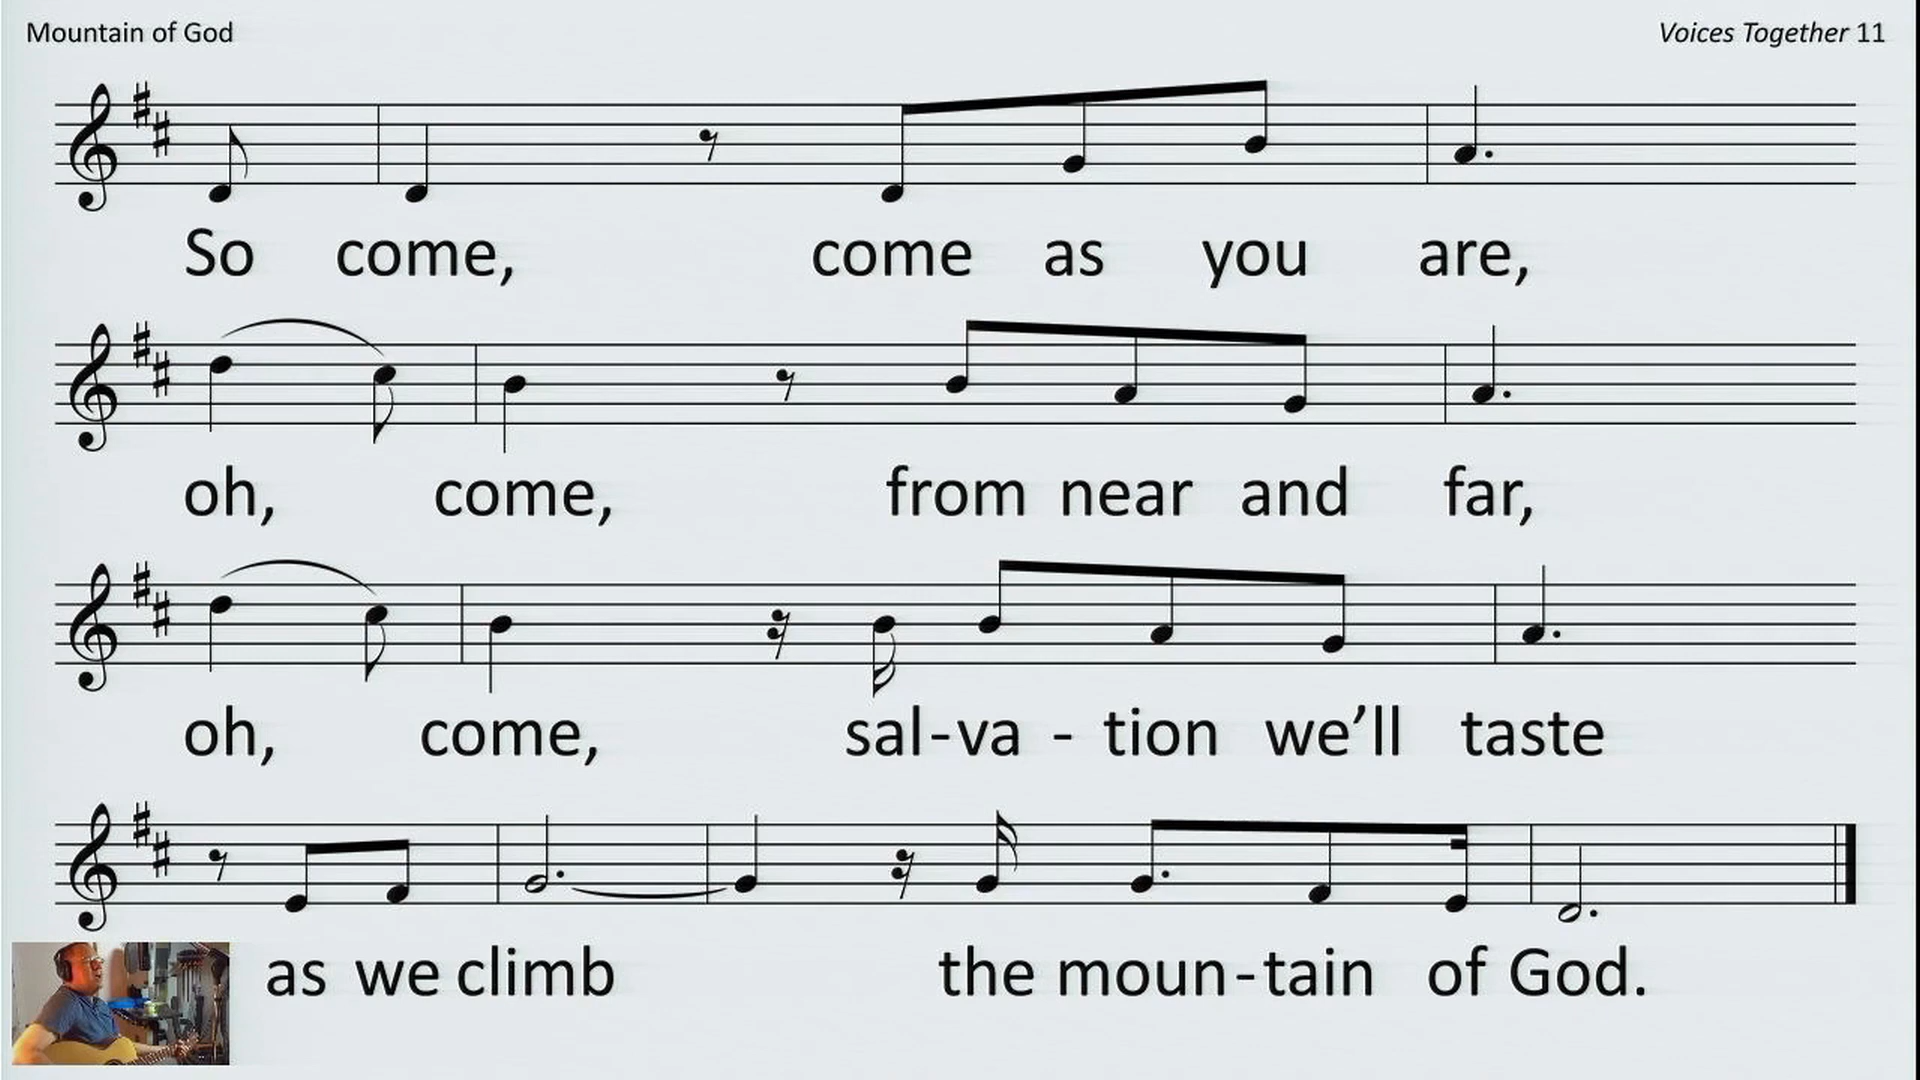 Mountain of God
Voices Together 11
So come, come as you are,
oh, come, from near and far,
oh, come, sal-va - tion we’ll taste
as we climb the moun-tain of God.